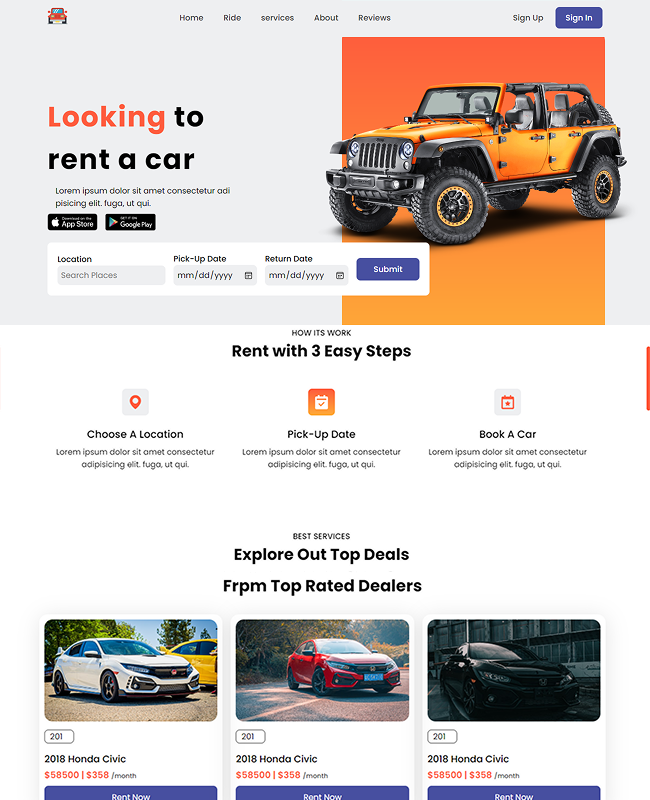 Home Ride services About Reviews Sign Up Sign In
Looking to
rent a car
Lorem ipsum dolor sit amet consectetur adi
pisicing elit. fuga, ut qui.
Download on the App Store GET IT ON Google Play
Location Pick-Up Date Return Date
Search Places mm/dd/yyyy mm/dd/yyyy Submit
HOW ITS WORK
Rent with 3 Easy Steps
Choose A Location
Lorem ipsum dolor sit amet consectetur
adipisicing elit. fuga, ut qui.
Pick-Up Date
Lorem ipsum dolor sit amet consectetur
adipisicing elit. fuga, ut qui.
Book A Car
Lorem ipsum dolor sit amet consectetur
adipisicing elit. fuga, ut qui.
BEST SERVICES
Explore Out Top Deals
Frpm Top Rated Dealers
201
2018 Honda Civic
$58500 | $358 /month
Rent Now
201
2018 Honda Civic
$58500 | $358 /month
Rent Now
201
2018 Honda Civic
$58500 | $358 /month
Rent Now